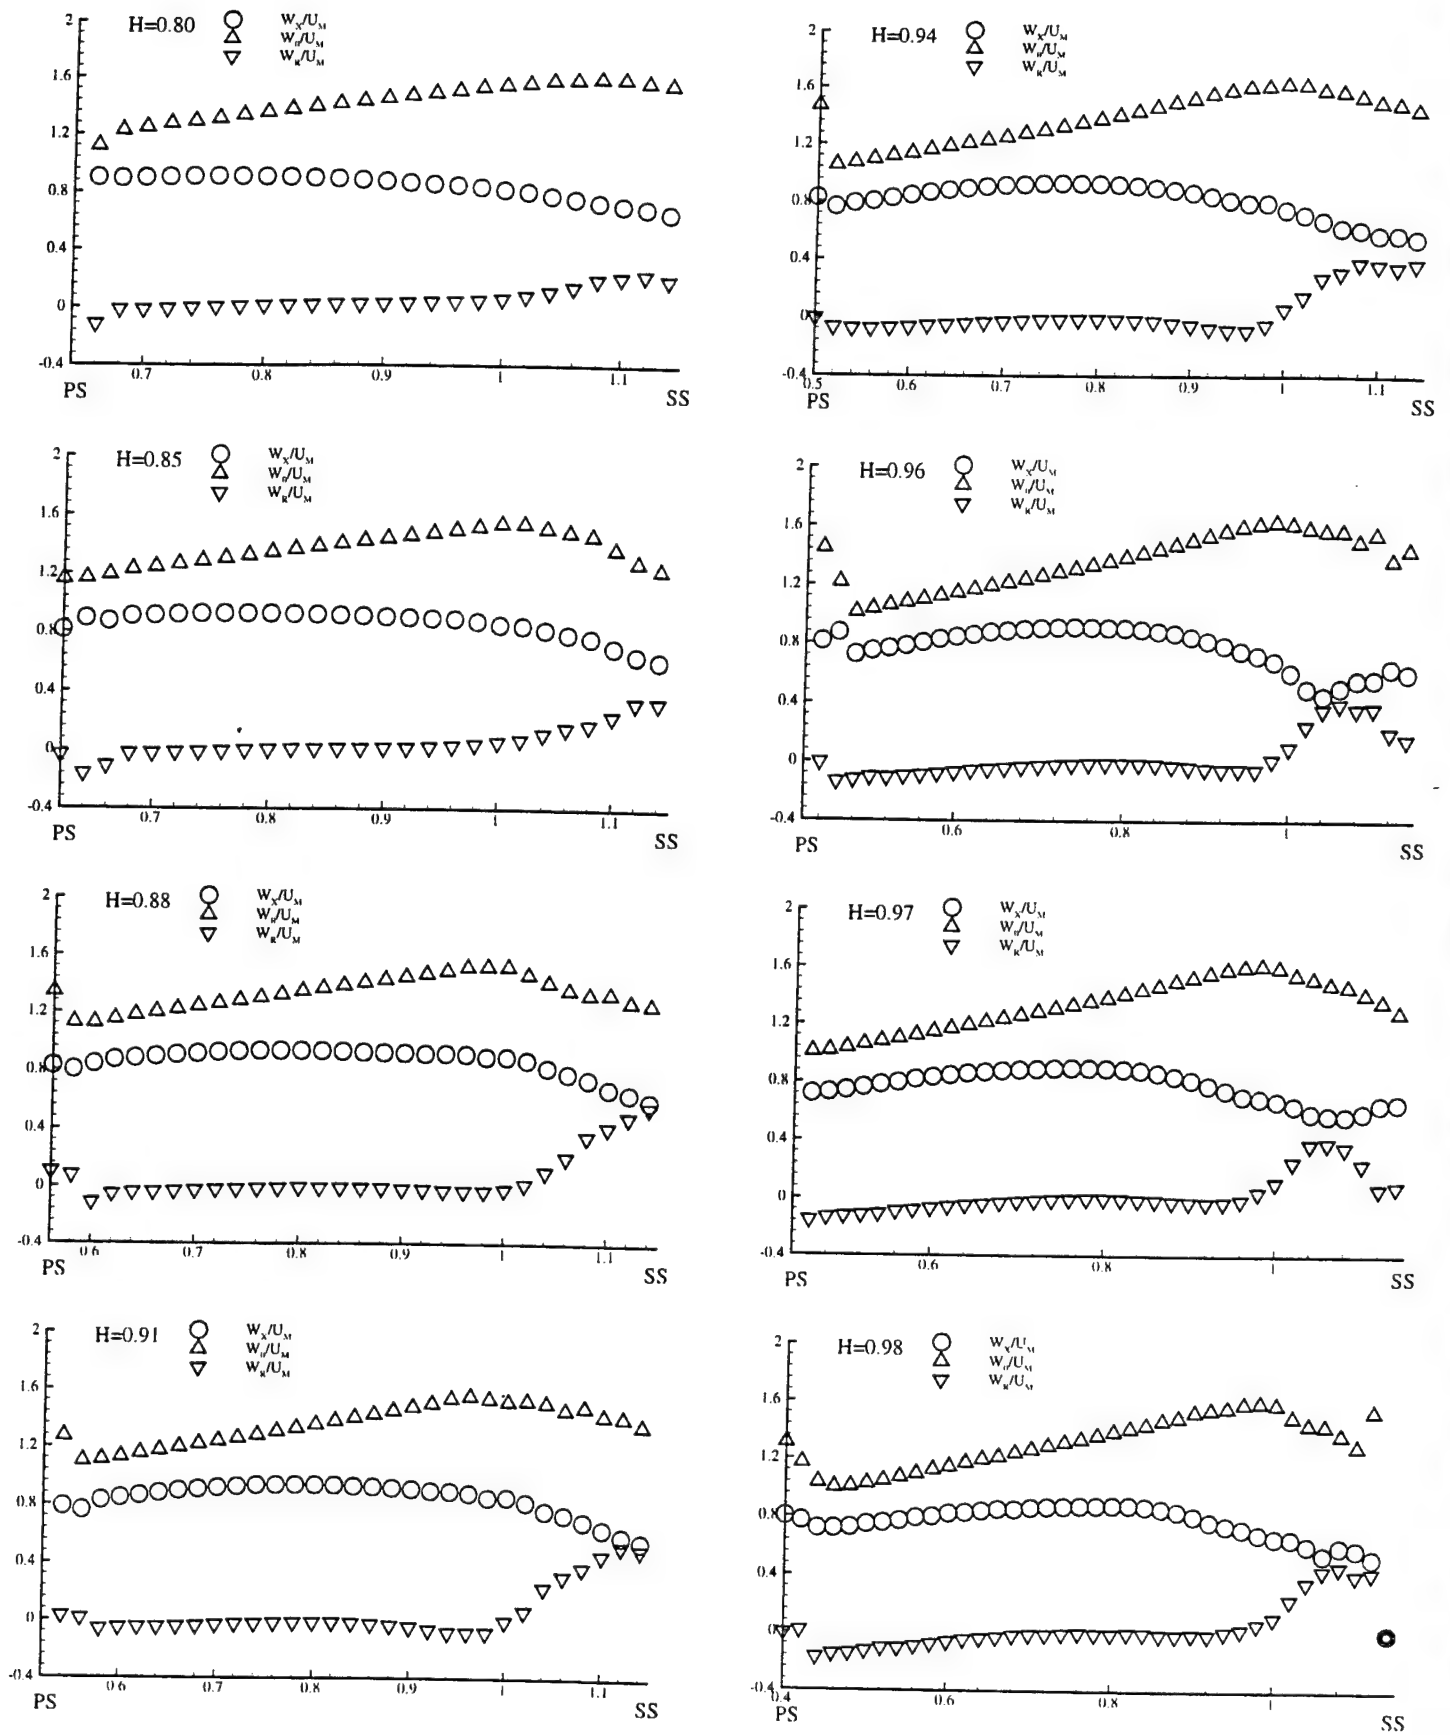 H=0.80
W_X/U_M
W_θ/U_M
W_R/U_M
2
1.6
1.2
0.8
0.4
0
-0.4
0.7 0.8 0.9 1 1.1
PS SS
H=0.85
W_X/U_M
W_θ/U_M
W_R/U_M
2
1.6
1.2
0.8
0.4
0
-0.4
0.7 0.8 0.9 1 1.1
PS SS
H=0.88
W_X/U_M
W_θ/U_M
W_R/U_M
2
1.6
1.2
0.8
0.4
0
-0.4
0.6 0.7 0.8 0.9 1 1.1
PS SS
H=0.91
W_X/U_M
W_θ/U_M
W_R/U_M
2
1.6
1.2
0.8
0.4
0
-0.4
0.6 0.7 0.8 0.9 1 1.1
PS SS
H=0.94
W_X/U_M
W_θ/U_M
W_R/U_M
2
1.6
1.2
0.8
0.4
0
-0.4
0.5 0.6 0.7 0.8 0.9 1 1.1
PS SS
H=0.96
W_X/U_M
W_θ/U_M
W_R/U_M
2
1.6
1.2
0.8
0.4
0
-0.4
0.6 0.8 1
PS SS
H=0.97
W_X/U_M
W_θ/U_M
W_R/U_M
2
1.6
1.2
0.8
0.4
0
-0.4
0.6 0.8 1
PS SS
H=0.98
W_X/U_M
W_θ/U_M
W_R/U_M
2
1.6
1.2
0.8
0.4
0
-0.4
0.4 0.6 0.8 1
PS SS